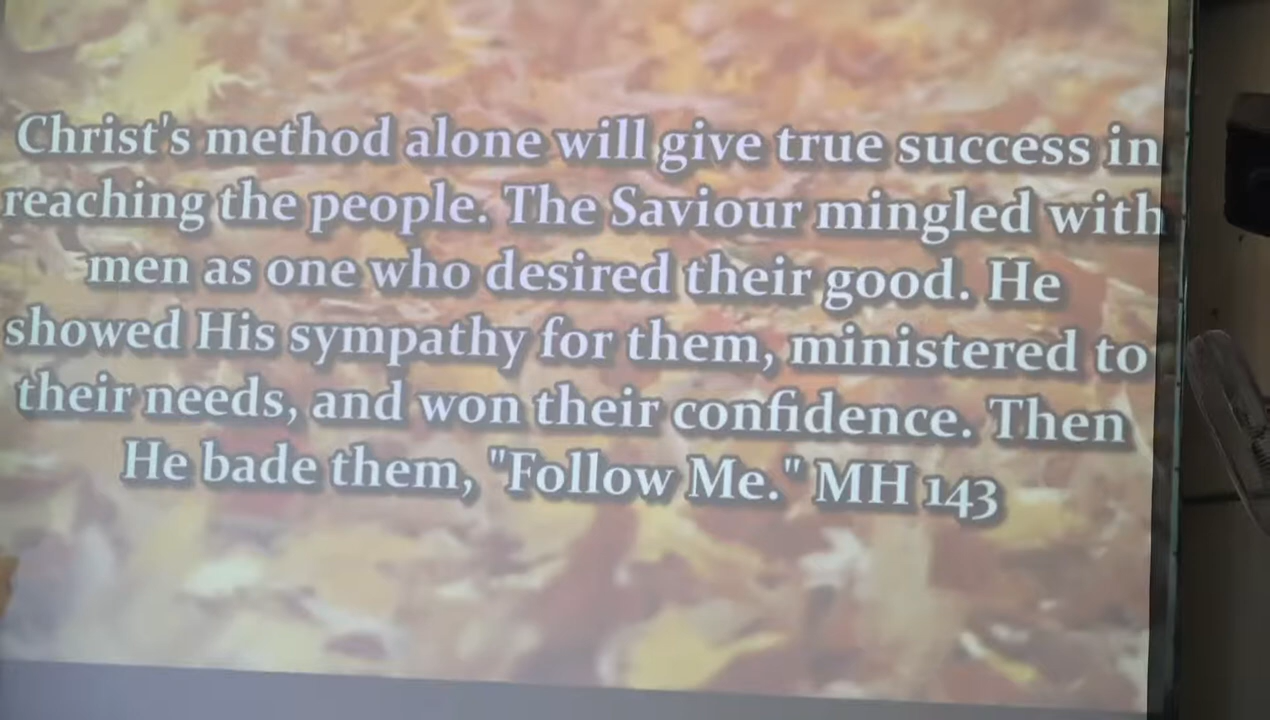 Christ's method alone will give true success in
reaching the people. The Saviour mingled with
men as one who desired their good. He
showed His sympathy for them, ministered to
their needs, and won their confidence. Then
He bade them, "Follow Me." MH 143